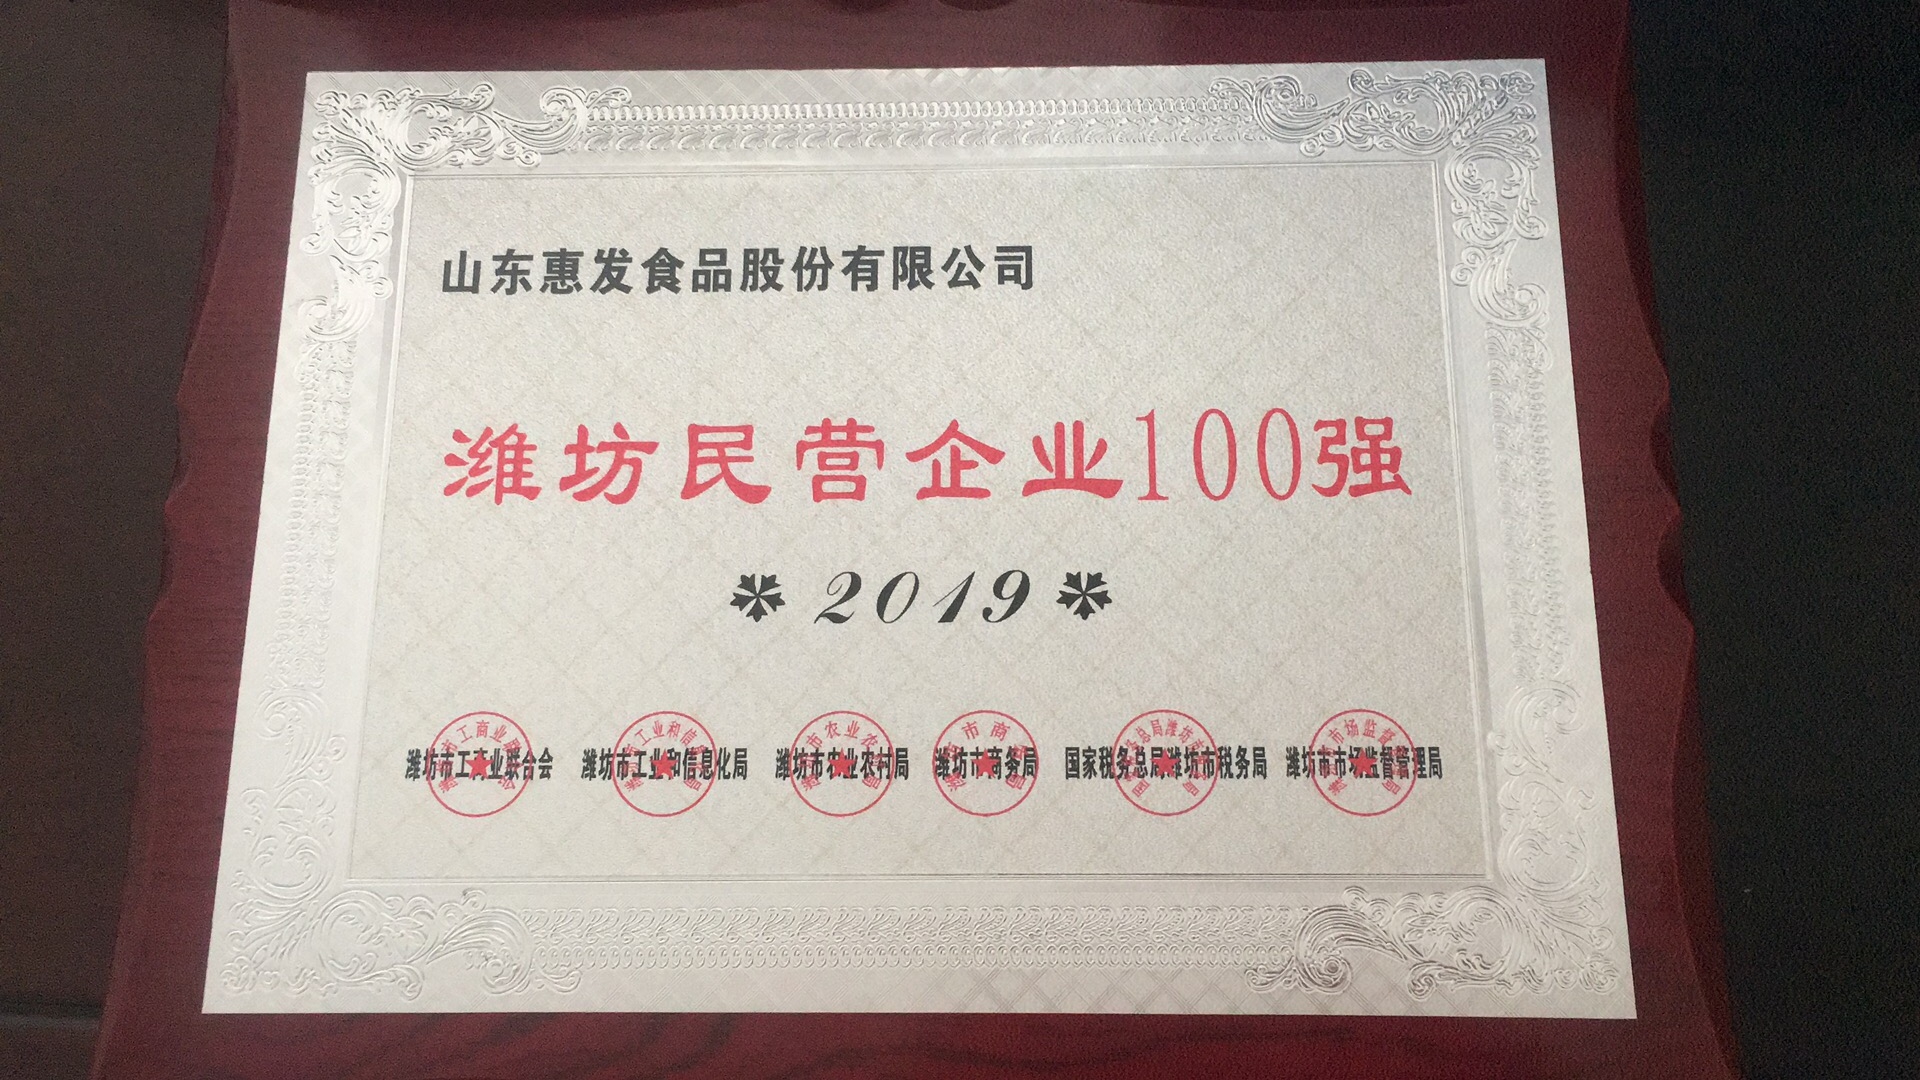 山东惠发食品股份有限公司
潍坊民营企业100强
2019
潍坊市工商业联合会 潍坊市工业和信息化局 潍坊市农业农村局 潍坊市商务局 国家税务总局潍坊市税务局 潍坊市市场监督管理局